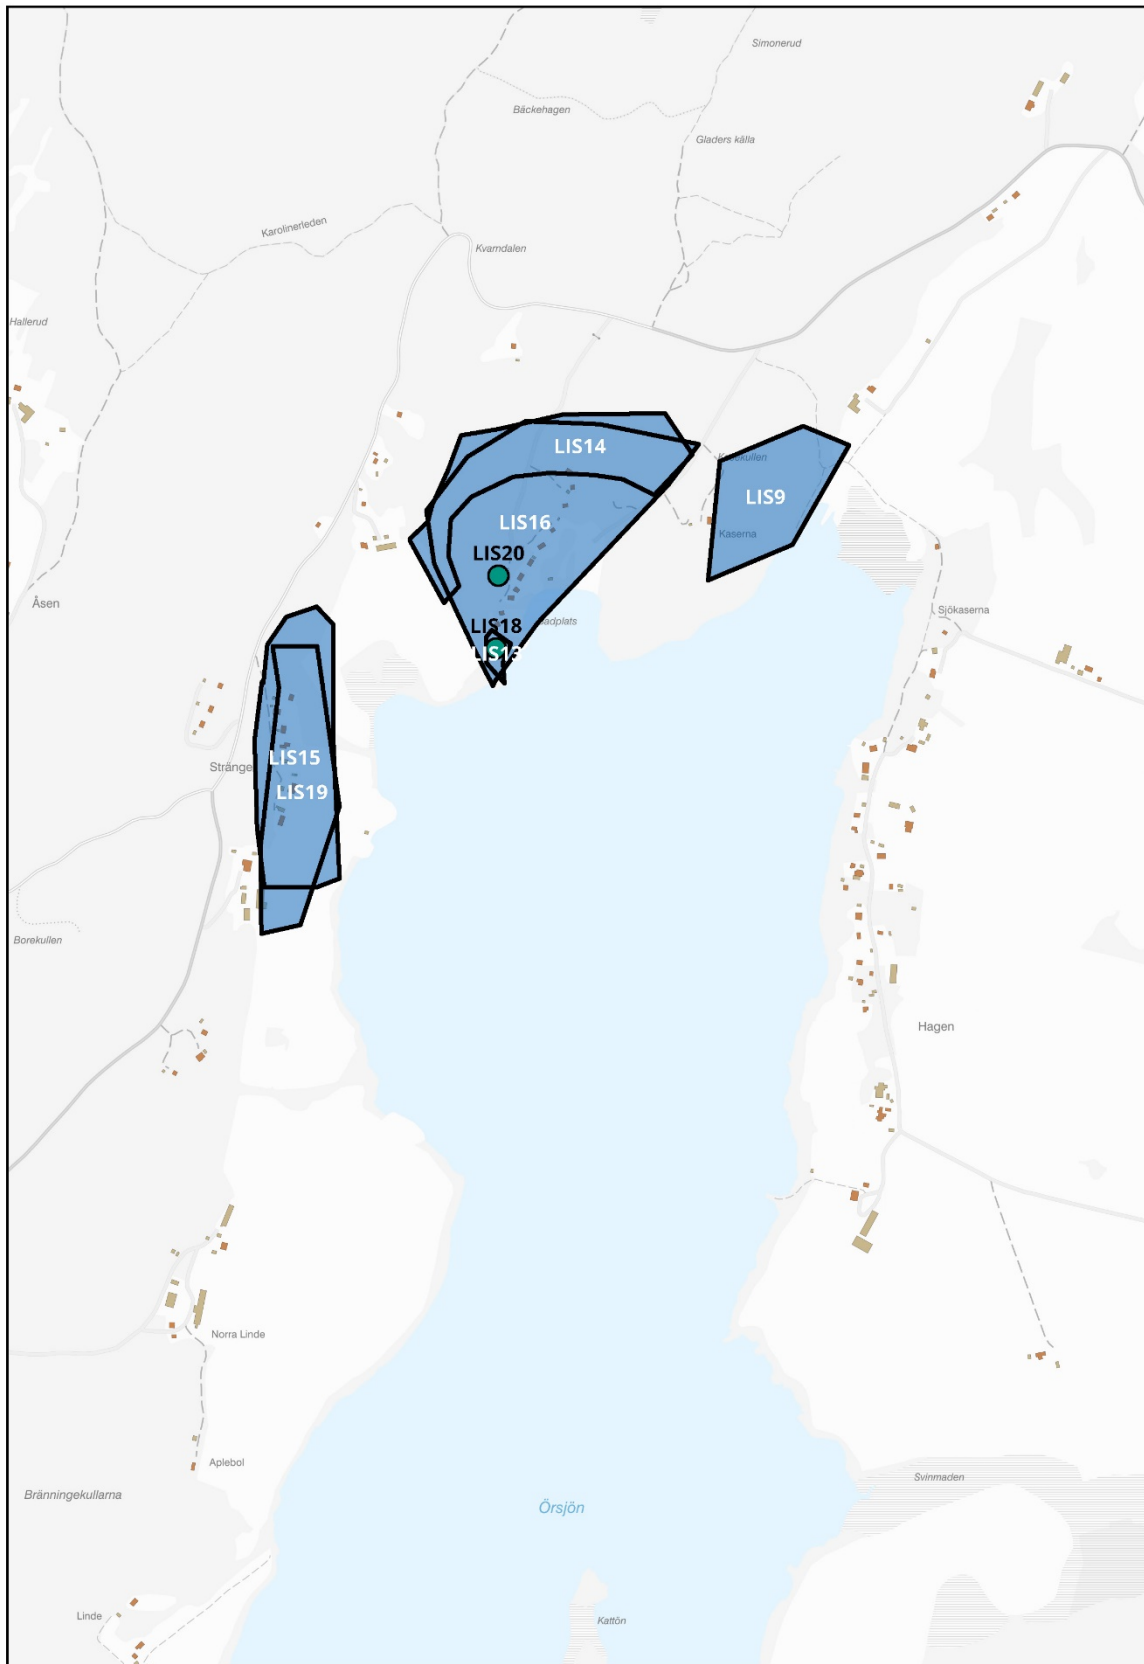 Simonerud
Bäckehagen
Gladers källa
Karolinerleden
Kvarndalen
Hallerud
LIS14
LIS9
LIS16
Kaserna
LIS20
Åsen
Sjökaserna
LIS18
LIS13
LIS15
LIS19
Borekullen
Hagen
Norra Linde
Aplebol
Svinmaden
Bränningekullarna
Örsjön
Linde
Kattön